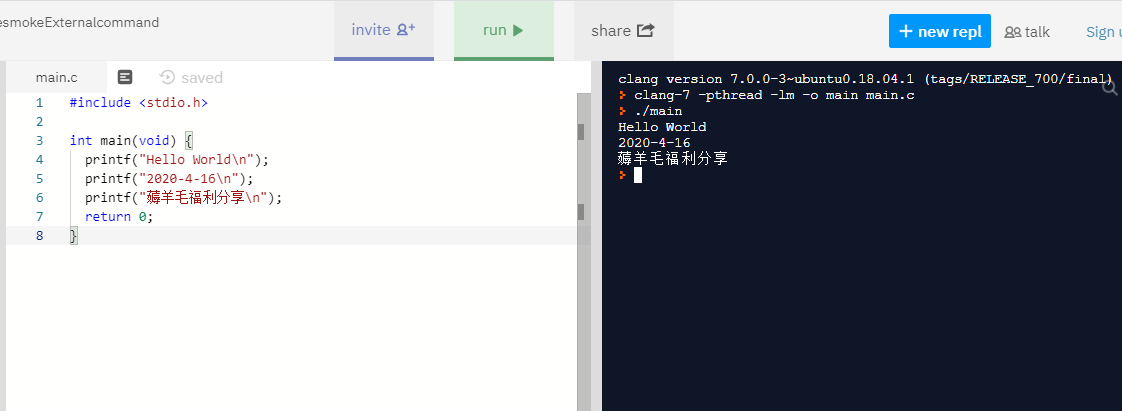 esmokeExternalcommand
invite
run
share
+ new repl
talk
Sign
main.c
saved
1 #include <stdio.h>
2
3 int main(void) {
4 printf("Hello World\n");
5 printf("2020-4-16\n");
6 printf("薅羊毛福利分享\n");
7 return 0;
8 }
clang version 7.0.0-3~ubuntu0.18.04.1 (tags/RELEASE_700/final)
> clang-7 -pthread -lm -o main main.c
> ./main
Hello World
2020-4-16
薅羊毛福利分享
>